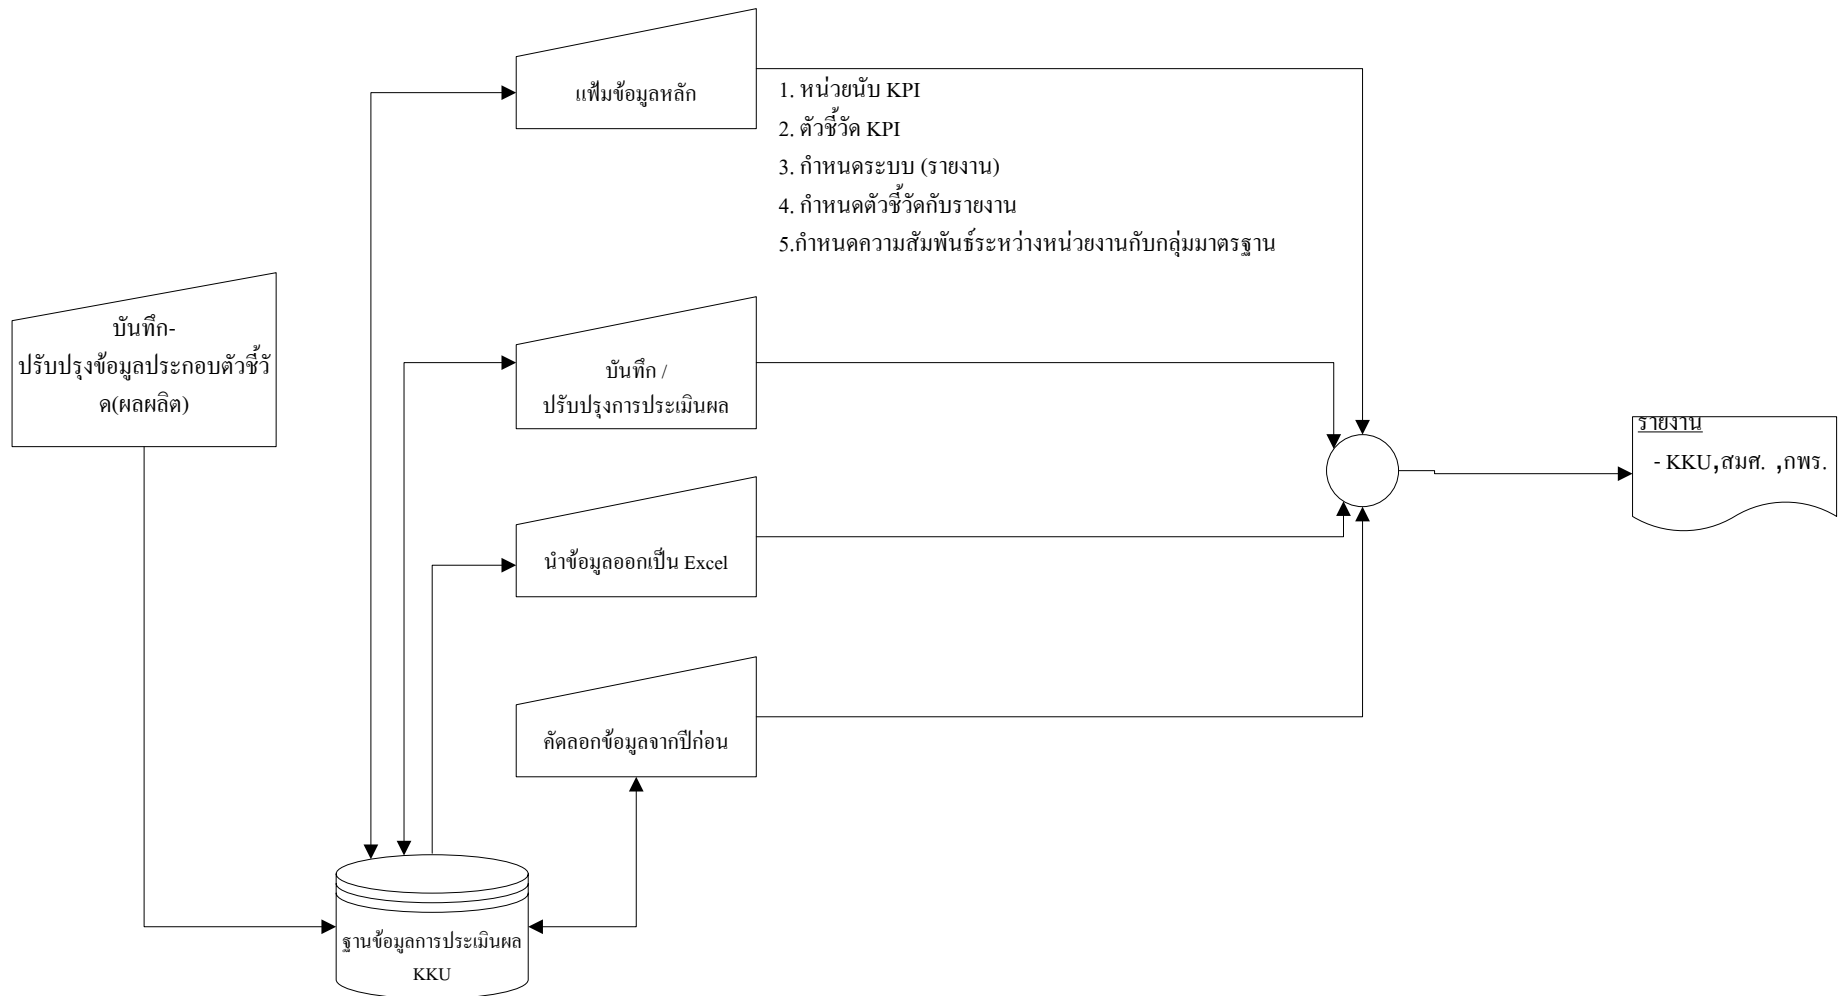 แฟ้มข้อมูลหลัก
1. หน่วยนับ KPI
2. ตัวชี้วัด KPI
3. กำหนดระบบ (รายงาน)
4. กำหนดตัวชี้วัดกับรายงาน
5.กำหนดความสัมพันธ์ระหว่างหน่วยงานกับกลุ่มมาตรฐาน
บันทึก-
ปรับปรุงข้อมูลประกอบตัวชี้วั
ด(ผลผลิต)
บันทึก /
ปรับปรุงการประเมินผล
รายงาน
- KKU,สมศ. ,กพร.
นำข้อมูลออกเป็น Excel
คัดลอกข้อมูลจากปีก่อน
ฐานข้อมูลการประเมินผล
KKU